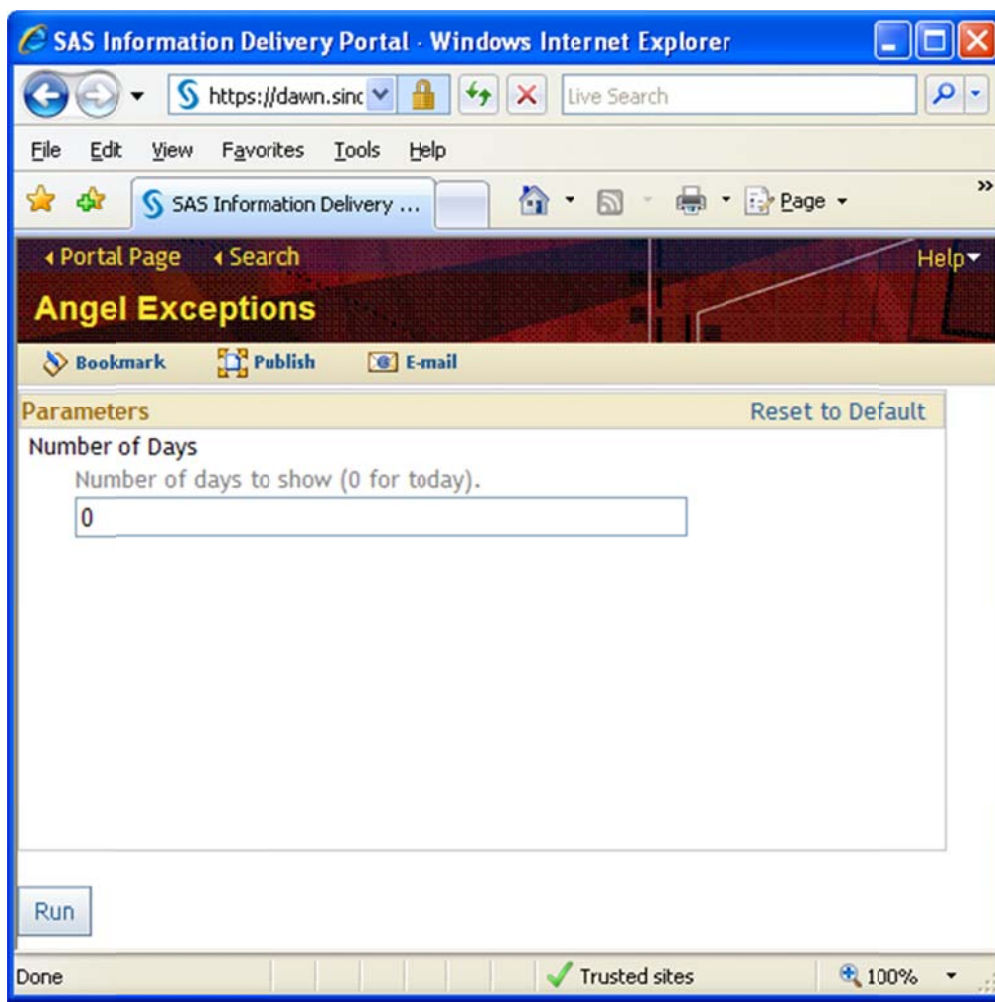 SAS Information Delivery Portal - Windows Internet Explorer
https://dawn.sinc
Live Search
File Edit View Favorites Tools Help
SAS Information Delivery ...
Page
»
Portal Page Search Help
Angel Exceptions
Bookmark Publish E-mail
Parameters Reset to Default
Number of Days
Number of days to show (0 for today).
0
Run
Done Trusted sites 100%